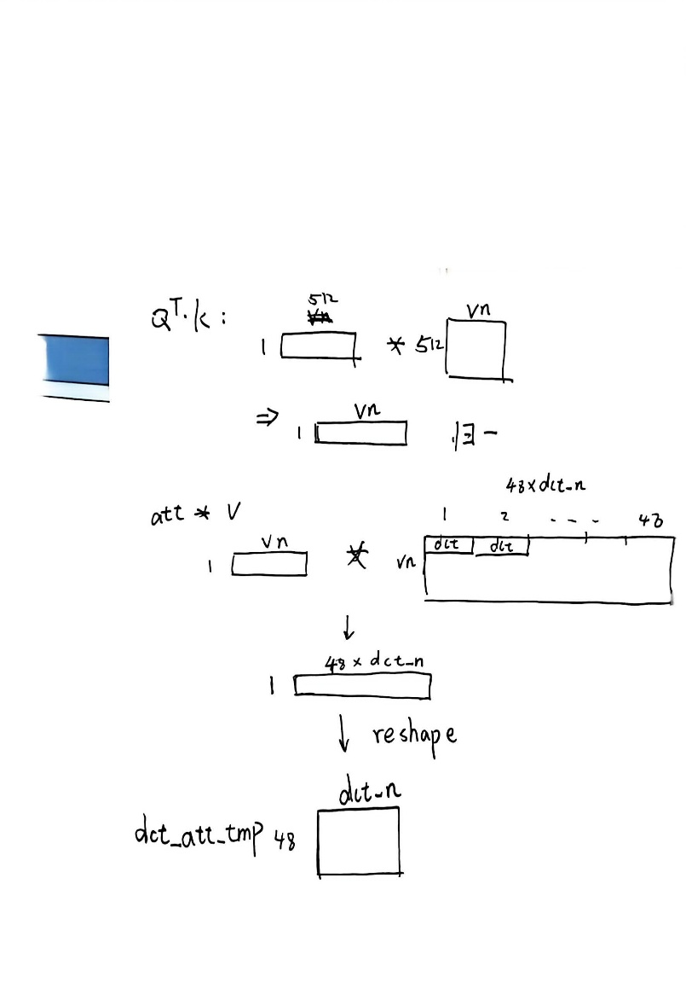 Qᵀ·k :
512
1 * 512
vn
⇒ 1
vn
归一
att * V
48×dct_n
1 2 - - - 48
vn
1 * vn
dct dct
↓
48 × dct_n
1
↓ reshape
dct_n
dct_att_tmp 48